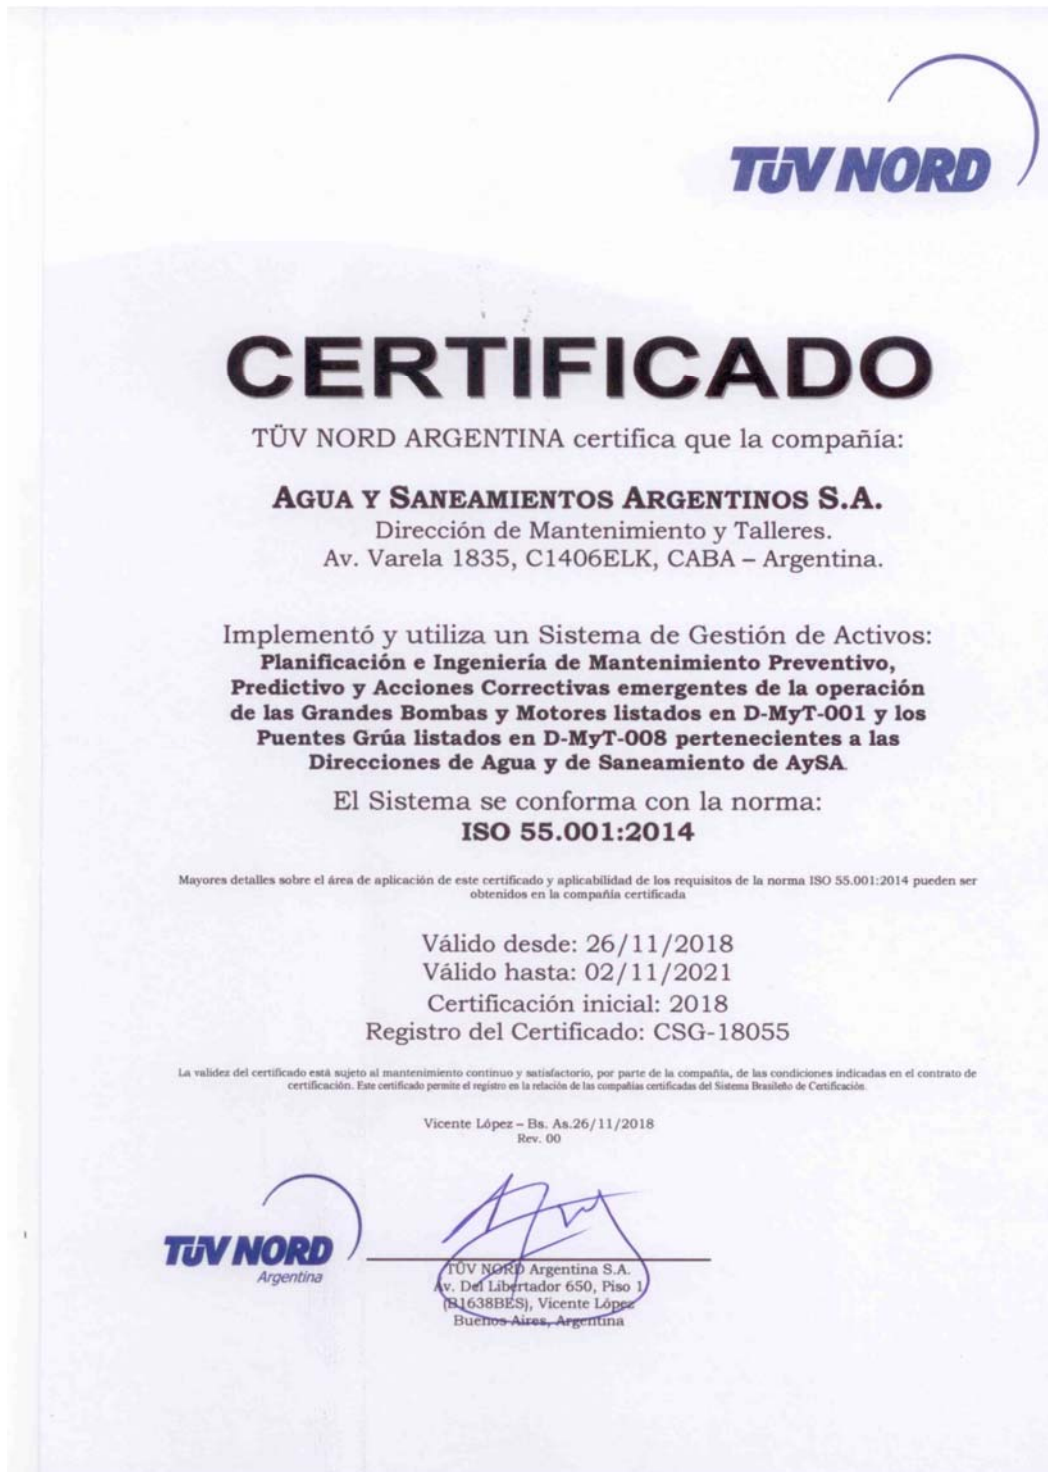 TÜV NORD
CERTIFICADO
TÜV NORD ARGENTINA certifica que la compañía:
AGUA Y SANEAMIENTOS ARGENTINOS S.A.
Dirección de Mantenimiento y Talleres.
Av. Varela 1835, C1406ELK, CABA – Argentina.
Implementó y utiliza un Sistema de Gestión de Activos:
Planificación e Ingeniería de Mantenimiento Preventivo,
Predictivo y Acciones Correctivas emergentes de la operación
de las Grandes Bombas y Motores listados en D-MyT-001 y los
Puentes Grúa listados en D-MyT-008 pertenecientes a las
Direcciones de Agua y de Saneamiento de AySA.
El Sistema se conforma con la norma:
ISO 55.001:2014
Mayores detalles sobre el área de aplicación de este certificado y aplicabilidad de los requisitos de la norma ISO 55.001:2014 pueden ser
obtenidos en la compañía certificada
Válido desde: 26/11/2018
Válido hasta: 02/11/2021
Certificación inicial: 2018
Registro del Certificado: CSG-18055
La validez del certificado está sujeto al mantenimiento continuo y satisfactorio, por parte de la compañía, de las condiciones indicadas en el contrato de
certificación. Este certificado permite el registro en la relación de las compañías certificadas del Sistema Brasileño de Certificación.
Vicente López – Bs. As.26/11/2018
Rev. 00
TÜV NORD
Argentina
TÜV NORD Argentina S.A.
Av. Del Libertador 650, Piso 1
(B1638BES), Vicente López
Buenos Aires, Argentina